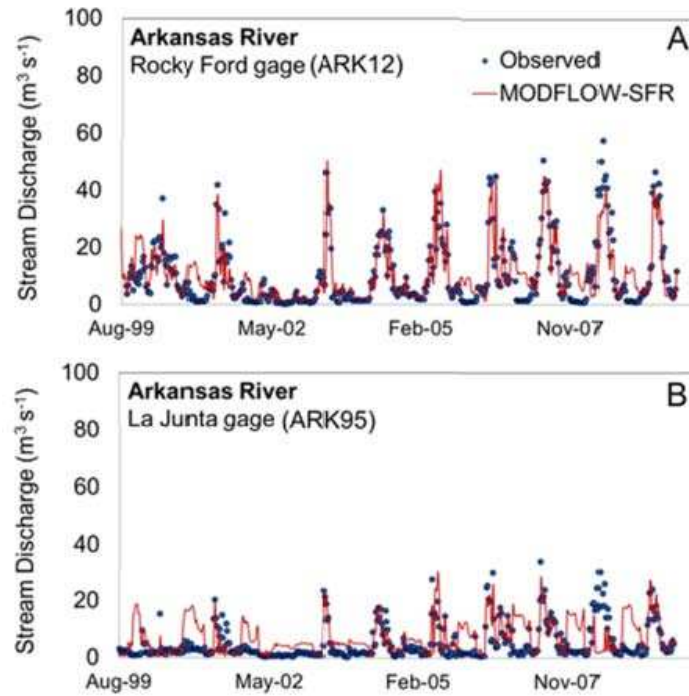 Arkansas River
Rocky Ford gage (ARK12)
A
Observed
MODFLOW-SFR
Stream Discharge (m³ s⁻¹)
100
80
60
40
20
0
Aug-99 May-02 Feb-05 Nov-07
Arkansas River
La Junta gage (ARK95)
B
Stream Discharge (m³ s⁻¹)
100
80
60
40
20
0
Aug-99 May-02 Feb-05 Nov-07